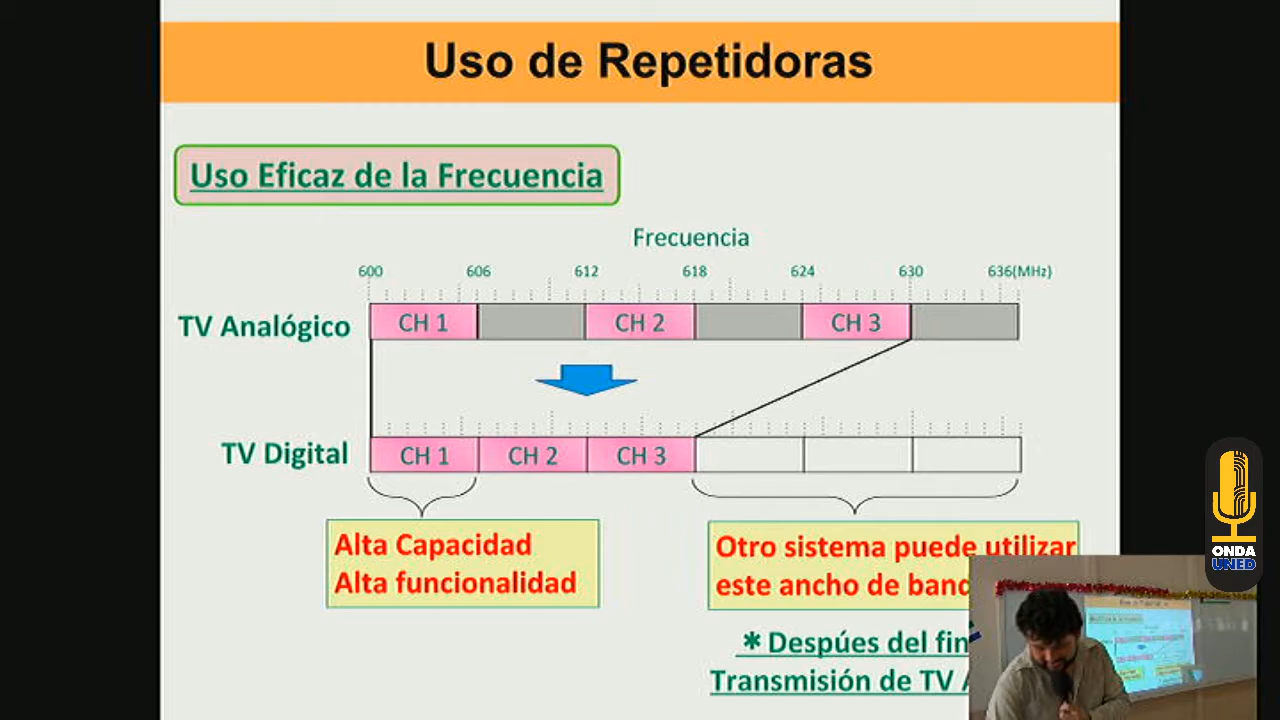 Uso de Repetidoras
Uso Eficaz de la Frecuencia
Frecuencia
600 606 612 618 624 630 636(MHz)
TV Analógico CH 1 CH 2 CH 3
TV Digital CH 1 CH 2 CH 3
Alta Capacidad
Alta funcionalidad
Otro sistema puede utilizar
este ancho de band
* Despúes del fin
Transmisión de TV A
ONDA
UNED